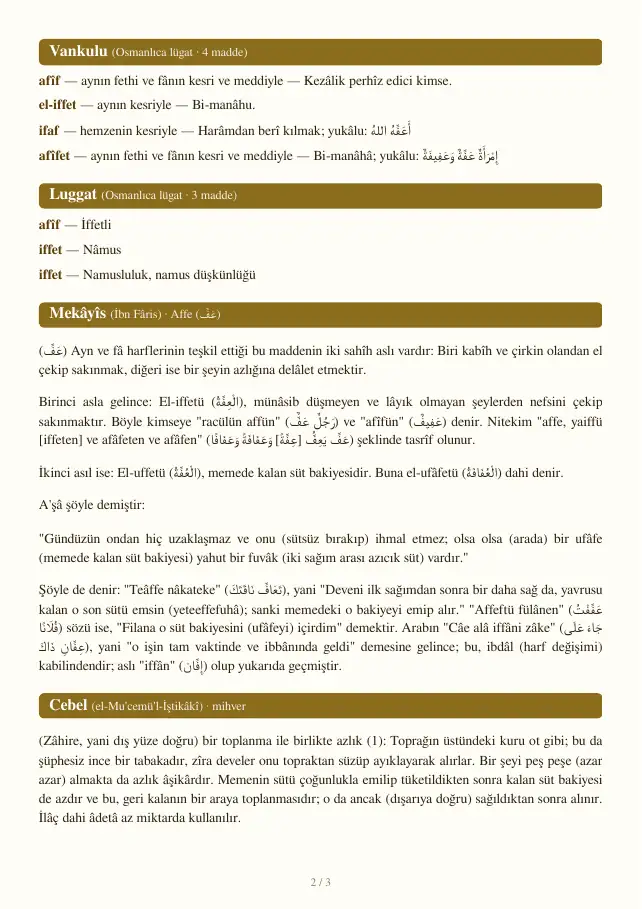 Vankulu (Osmanlıca lügat · 4 madde)
afîf — aynın fethi ve fânın kesri ve meddiyle — Kezâlik perhîz edici kimse.
el-iffet — aynın kesriyle — Bi-manâhu.
ifaf — hemzenin kesriyle — Harâmdan berî kılmak; yukâlu: أَعَفَّهُ اللهُ
afîfet — aynın fethi ve fânın kesri ve meddiyle — Bi-manâhâ; yukâlu: إِمْرَأَةٌ عَفَّةٌ وَعَفِيفَةٌ
Luggat (Osmanlıca lügat · 3 madde)
afîf — İffetli
iffet — Nâmus
iffet — Namusluluk, namus düşkünlüğü
Mekâyîs (İbn Fâris) · Affe (عَفَّ)
(عَفَّ) Ayn ve fâ harflerinin teşkil ettiği bu maddenin iki sahîh aslı vardır: Biri kabîh ve çirkin olandan el
çekip sakınmak, diğeri ise bir şeyin azlığına delâlet etmektir.
Birinci asla gelince: El-iffetü (الْعِفَّةُ), münâsib düşmeyen ve lâyık olmayan şeylerden nefsini çekip
sakınmaktır. Böyle kimseye "racülün affün" (رَجُلٌ عَفٌّ) ve "afîfün" (عَفِيفٌ) denir. Nitekim "affe, yaiffü
[iffeten] ve afâfeten ve afâfen" (عَفَّ يَعِفُّ [عِفَّةً] وَعَفَافَةً وَعَفَافًا) şeklinde tasrîf olunur.
İkinci asıl ise: El-uffetü (الْعُفَّةُ), memede kalan süt bakiyesidir. Buna el-ufâfetü (الْعُفَافَةُ) dahi denir.
A'şâ şöyle demiştir:
"Gündüzün ondan hiç uzaklaşmaz ve onu (sütsüz bırakıp) ihmal etmez; olsa olsa (arada) bir ufâfe
(memede kalan süt bakiyesi) yahut bir fuvâk (iki sağım arası azıcık süt) vardır."
Şöyle de denir: "Teâffe nâkateke" (تَعَافَّ نَاقَتَكَ), yani "Deveni ilk sağımdan sonra bir daha sağ da, yavrusu
kalan o son sütü emsin (yeteeffefuhâ); sanki memedeki o bakiyeyi emip alır." "Affeftü fülânen" (عَفَّفْتُ
فُلَانًا) sözü ise, "Filana o süt bakiyesini (ufâfeyi) içirdim" demektir. Arabın "Câe alâ iffâni zâke" (جَاءَ عَلَى
عِفَّانِ ذَاكَ), yani "o işin tam vaktinde ve ibbânında geldi" demesine gelince; bu, ibdâl (harf değişimi)
kabilindendir; aslı "iffân" (إِفَّان) olup yukarıda geçmiştir.
Cebel (el-Mu'cemü'l-İştikâkî) · mihver
(Zâhire, yani dış yüze doğru) bir toplanma ile birlikte azlık (1): Toprağın üstündeki kuru ot gibi; bu da
şüphesiz ince bir tabakadır, zîra develer onu topraktan süzüp ayıklayarak alırlar. Bir şeyi peş peşe (azar
azar) almakta da azlık âşikârdır. Memenin sütü çoğunlukla emilip tüketildikten sonra kalan süt bakiyesi
de azdır ve bu, geri kalanın bir araya toplanmasıdır; o da ancak (dışarıya doğru) sağıldıktan sonra alınır.
İlâç dahi âdetâ az miktarda kullanılır.
2 / 3